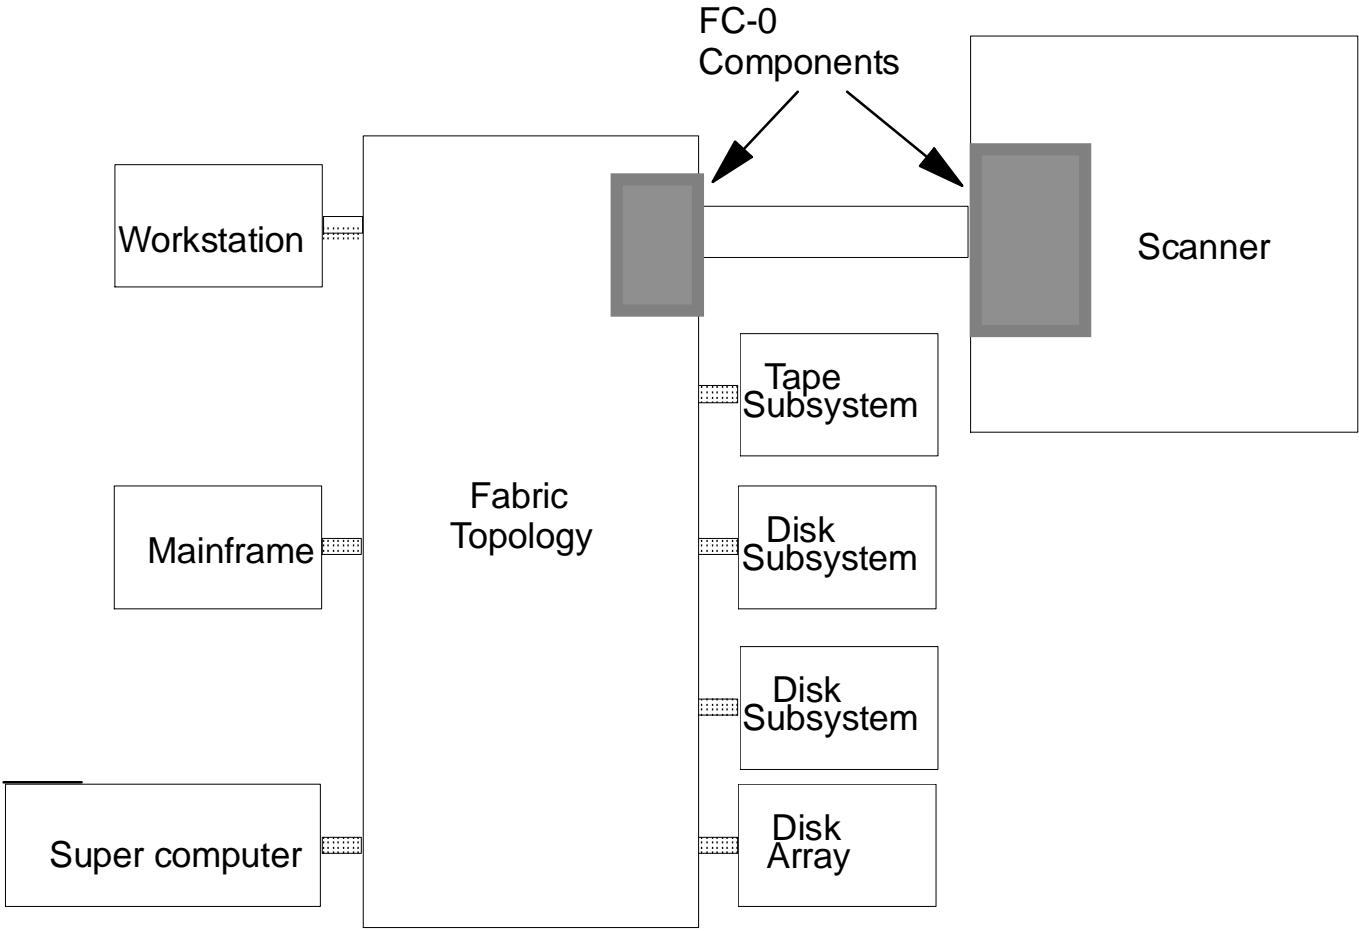 FC-0
Components
Workstation
Scanner
Tape
Subsystem
Fabric
Topology
Mainframe
Disk
Subsystem
Disk
Subsystem
Super computer
Disk
Array